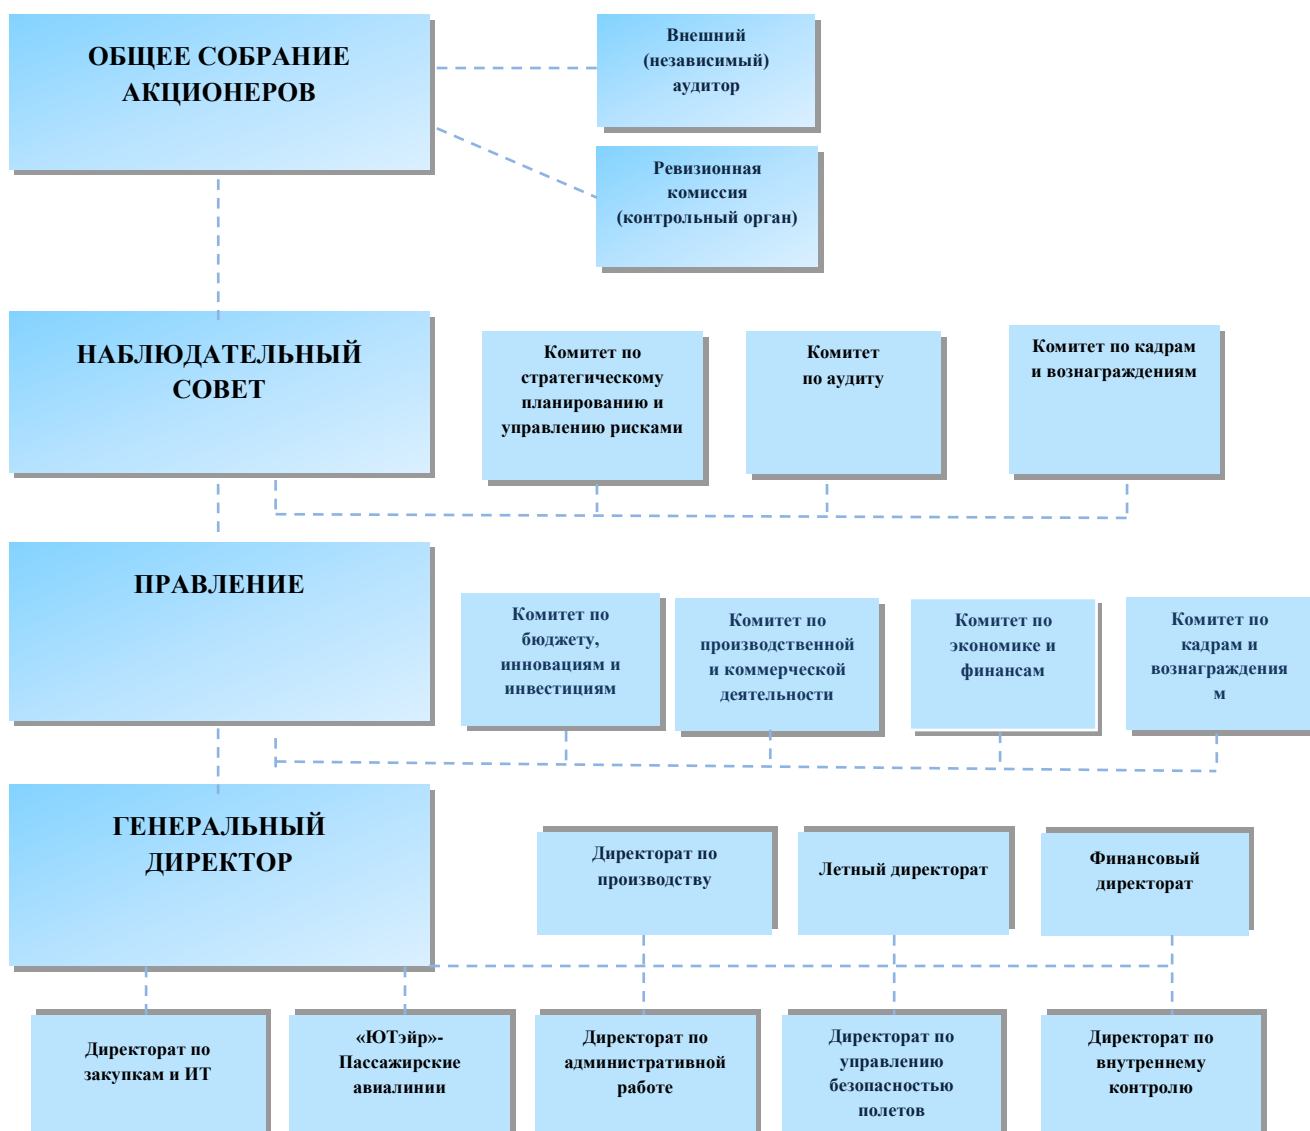 ОБЩЕЕ СОБРАНИЕ
АКЦИОНЕРОВ
Внешний
(независимый)
аудитор
Ревизионная
комиссия
(контрольный орган)
НАБЛЮДАТЕЛЬНЫЙ
СОВЕТ
Комитет по
стратегическому
планированию и
управлению рисками
Комитет
по аудиту
Комитет по кадрам
и вознаграждениям
ПРАВЛЕНИЕ
Комитет по
бюджету,
инновациям и
инвестициям
Комитет по
производственной
и коммерческой
деятельности
Комитет по
экономике и
финансам
Комитет по
кадрам и
вознаграждения
м
ГЕНЕРАЛЬНЫЙ
ДИРЕКТОР
Директорат по
производству
Летный директорат
Финансовый
директорат
Директорат по
закупкам и ИТ
«ЮТэйр»-
Пассажирские
авиалинии
Директорат по
административной
работе
Директорат по
управлению
безопасностью
полетов
Директорат по
внутреннему
контролю